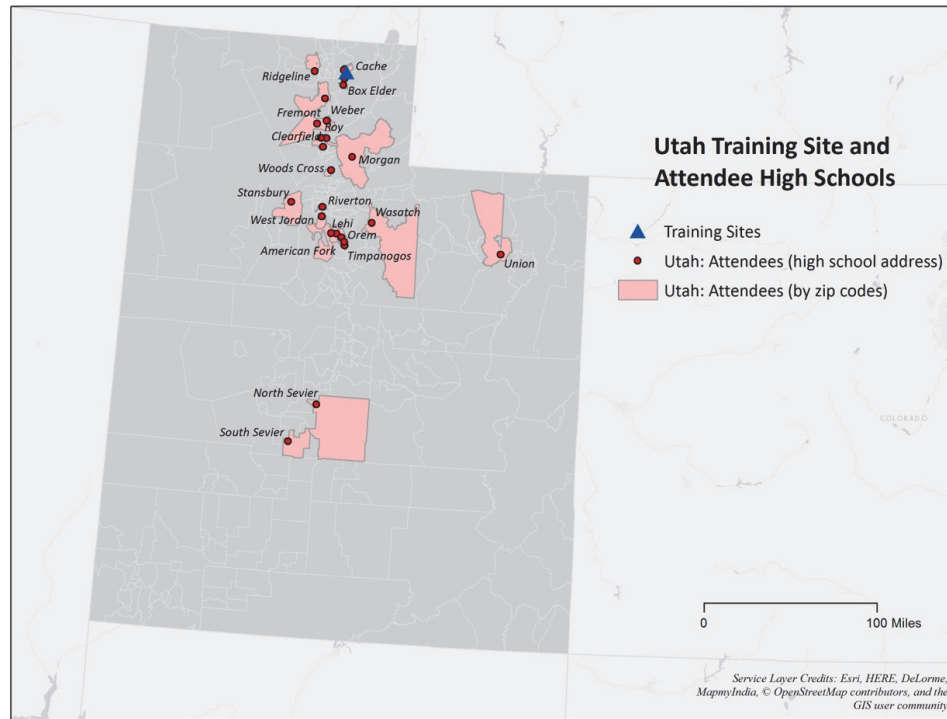 Utah Training Site and
Attendee High Schools
Training Sites
Utah: Attendees (high school address)
Utah: Attendees (by zip codes)
Cache
Ridgeline
Box Elder
Fremont
Weber
Roy
Clearfield
Morgan
Woods Cross
Stansbury
Riverton
Wasatch
West Jordan
Lehi
Orem
American Fork
Timpanogos
Union
North Sevier
South Sevier
COLORADO
0
100 Miles
Service Layer Credits: Esri, HERE, DeLorme,
MapmyIndia, © OpenStreetMap contributors, and the
GIS user community